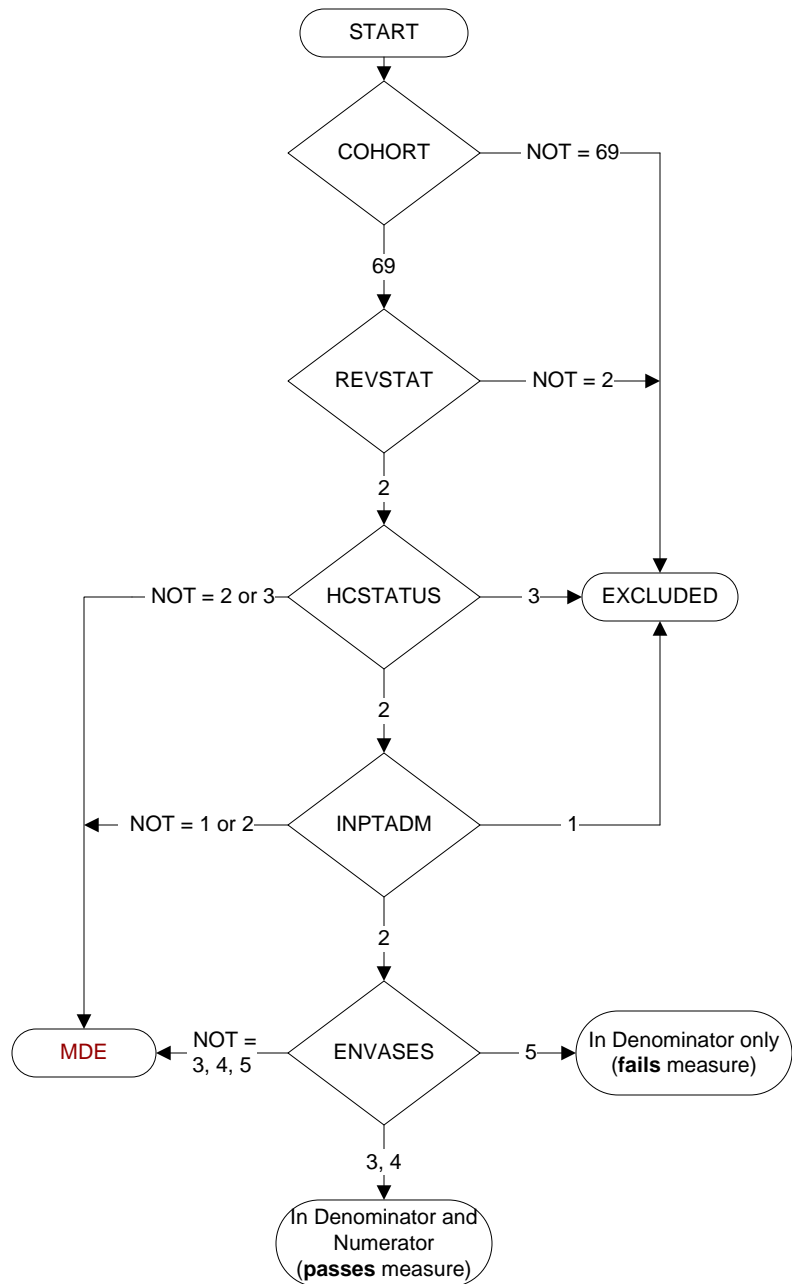 START
COHORT
NOT = 69
69
REVSTAT
NOT = 2
2
NOT = 2 or 3
HCSTATUS
3
EXCLUDED
2
NOT = 1 or 2
INPTADM
1
2
MDE
NOT =
3, 4, 5
ENVASES
5
In Denominator only
(fails measure)
3, 4
In Denominator and
Numerator
(passes measure)